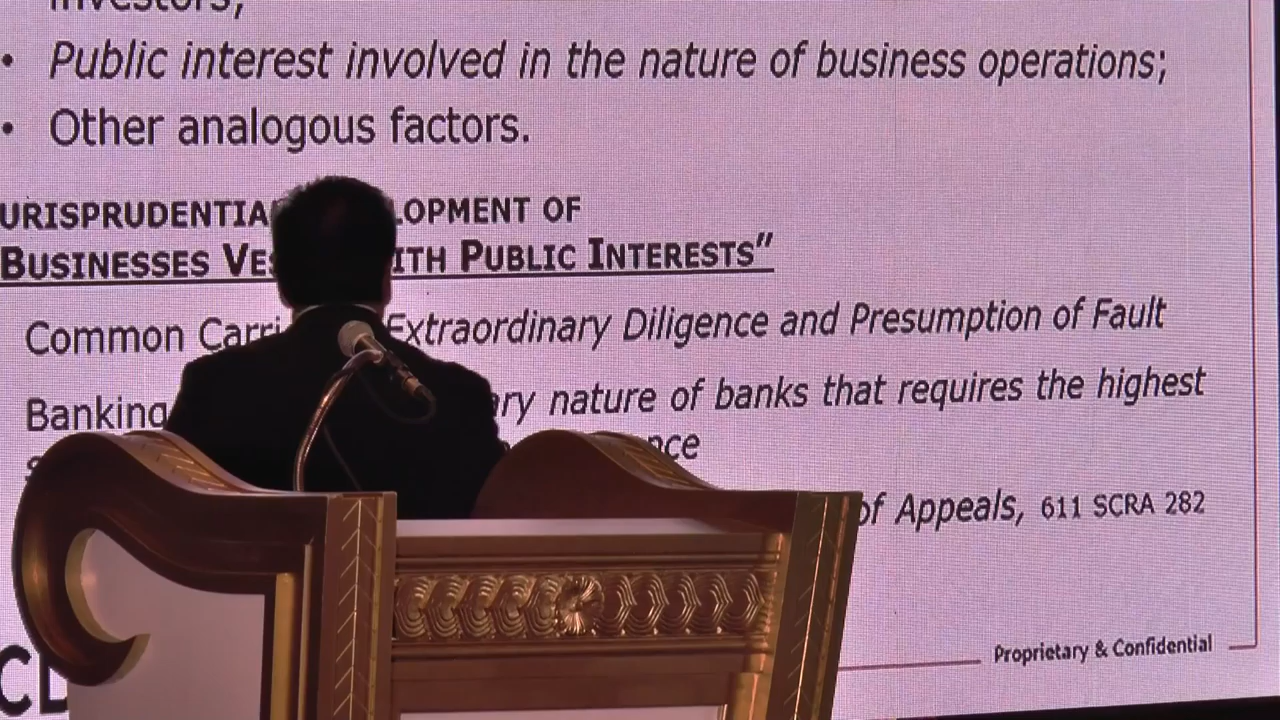 investors;
• Public interest involved in the nature of business operations;
• Other analogous factors.
URISPRUDENTIA LOPMENT OF
BUSINESSES VES ITH PUBLIC INTERESTS”
Common Carri Extraordinary Diligence and Presumption of Fault
Banking ary nature of banks that requires the highest
nce
of Appeals, 611 SCRA 282
Proprietary & Confidential
CD